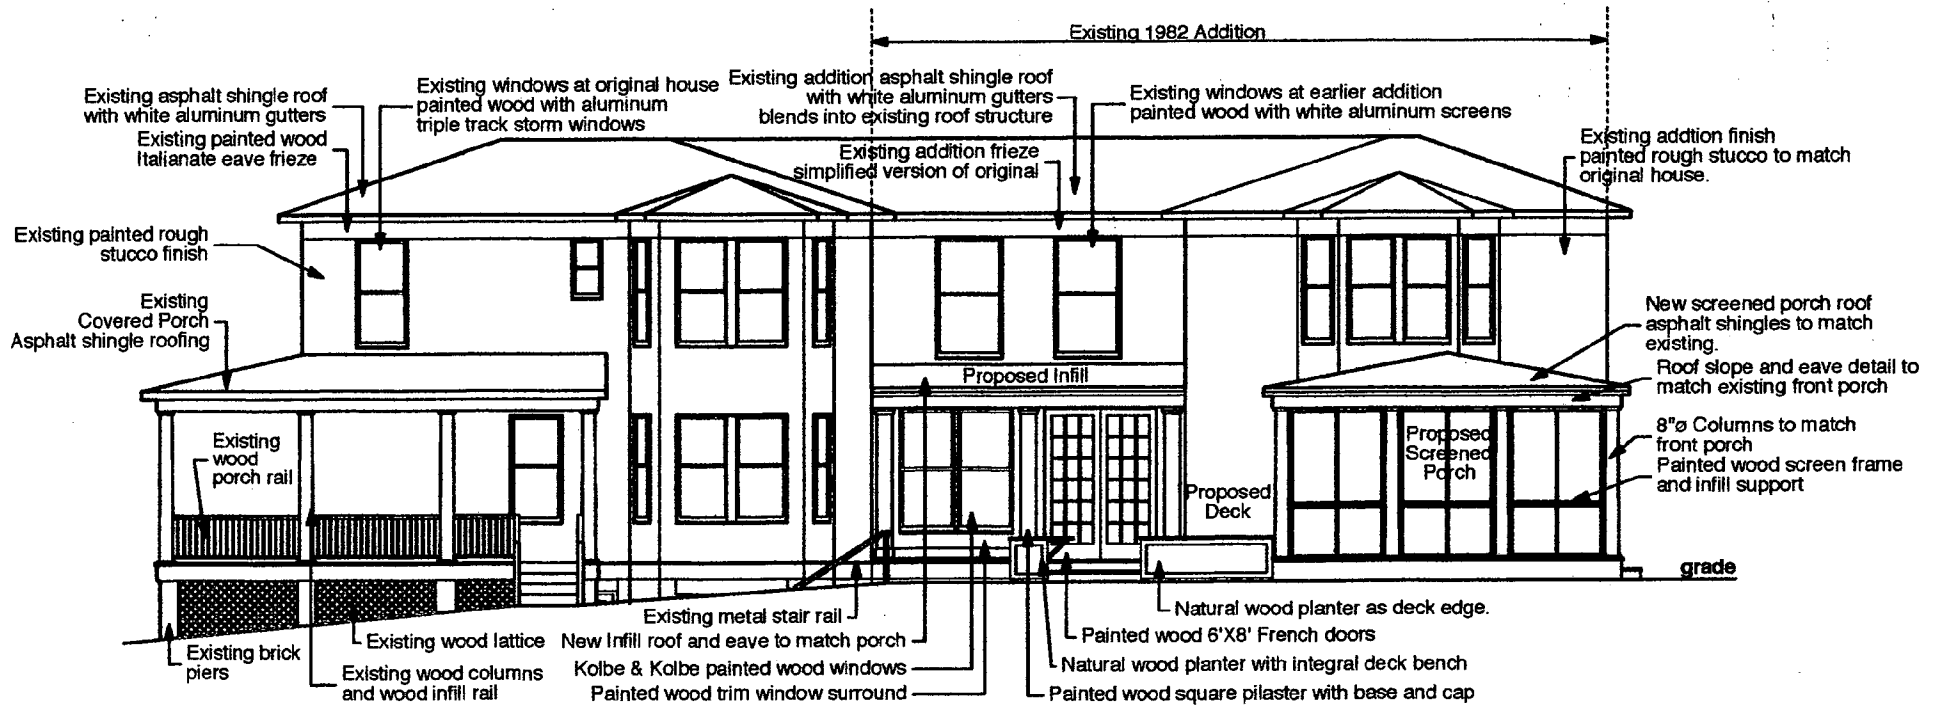 Existing 1982 Addition
Existing asphalt shingle roof
with white aluminum gutters
Existing painted wood
Italianate eave frieze
Existing windows at original house
painted wood with aluminum
triple track storm windows
Existing addition asphalt shingle roof
with white aluminum gutters
blends into existing roof structure
Existing addition frieze
simplified version of original
Existing windows at earlier addition
painted wood with white aluminum screens
Existing addtion finish
painted rough stucco to match
original house.
Existing painted rough
stucco finish
Existing
Covered Porch
Asphalt shingle roofing
Proposed Infill
New screened porch roof
asphalt shingles to match
existing.
Roof slope and eave detail to
match existing front porch
Existing
wood
porch rail
Proposed
Screened
Porch
8"ø Columns to match
front porch
Painted wood screen frame
and infill support
Proposed
Deck
grade
Existing brick
piers
Existing wood lattice
Existing wood columns
and wood infill rail
Existing metal stair rail
New Infill roof and eave to match porch
Kolbe & Kolbe painted wood windows
Painted wood trim window surround
Natural wood planter as deck edge.
Painted wood 6'X8' French doors
Natural wood planter with integral deck bench
Painted wood square pilaster with base and cap